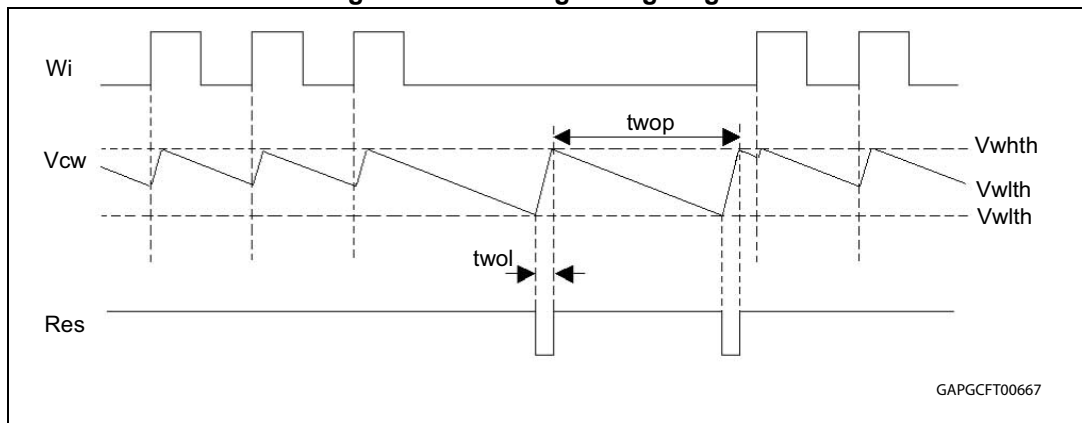 Wi
twop
Vcw
Vwhth
Vwlth
Vwlth
twol
Res
GAPGCFT00667